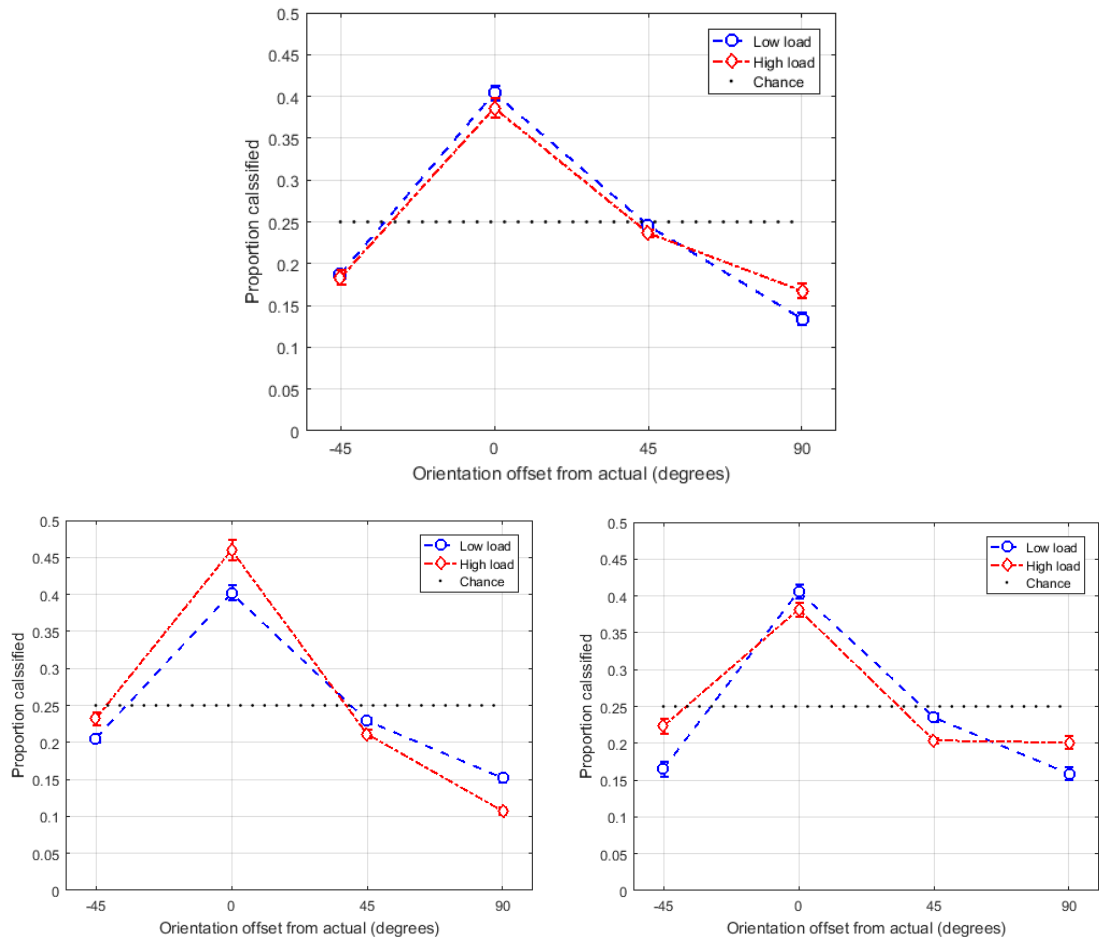 0.5
0.45
0.4
0.35
0.3
0.25
0.2
0.15
0.1
0.05
0
Proportion calssified
Low load
High load
Chance
-45 0 45 90
Orientation offset from actual (degrees)
0.5
0.45
0.4
0.35
0.3
0.25
0.2
0.15
0.1
0.05
0
Proportion calssified
Low load
High load
Chance
-45 0 45 90
Orientation offset from actual (degrees)
0.5
0.45
0.4
0.35
0.3
0.25
0.2
0.15
0.1
0.05
0
Proportion calssified
Low load
High load
Chance
-45 0 45 90
Orientation offset from actual (degrees)